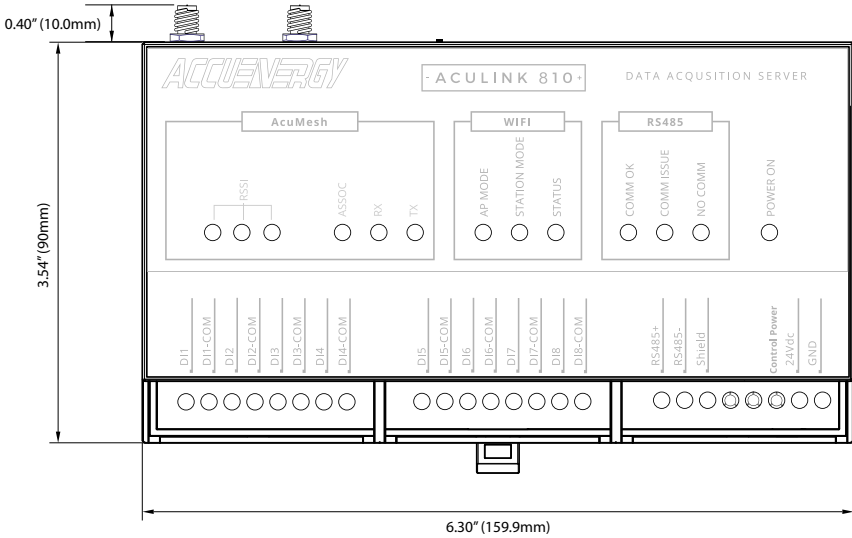 0.40” (10.0mm)
ACCUENERGY
- ACULINK 810 +
DATA ACQUSITION SERVER
AcuMesh
WIFI
RS485
RSSI
ASSOC
RX
TX
AP MODE
STATION MODE
STATUS
COMM OK
COMM ISSUE
NO COMM
POWER ON
3.54” (90mm)
DI1
DI1-COM
DI2
DI2-COM
DI3
DI3-COM
DI4
DI4-COM
DI5
DI5-COM
DI6
DI6-COM
DI7
DI7-COM
DI8
DI8-COM
RS485+
RS485-
Shield
Control Power
24Vdc
GND
6.30” (159.9mm)